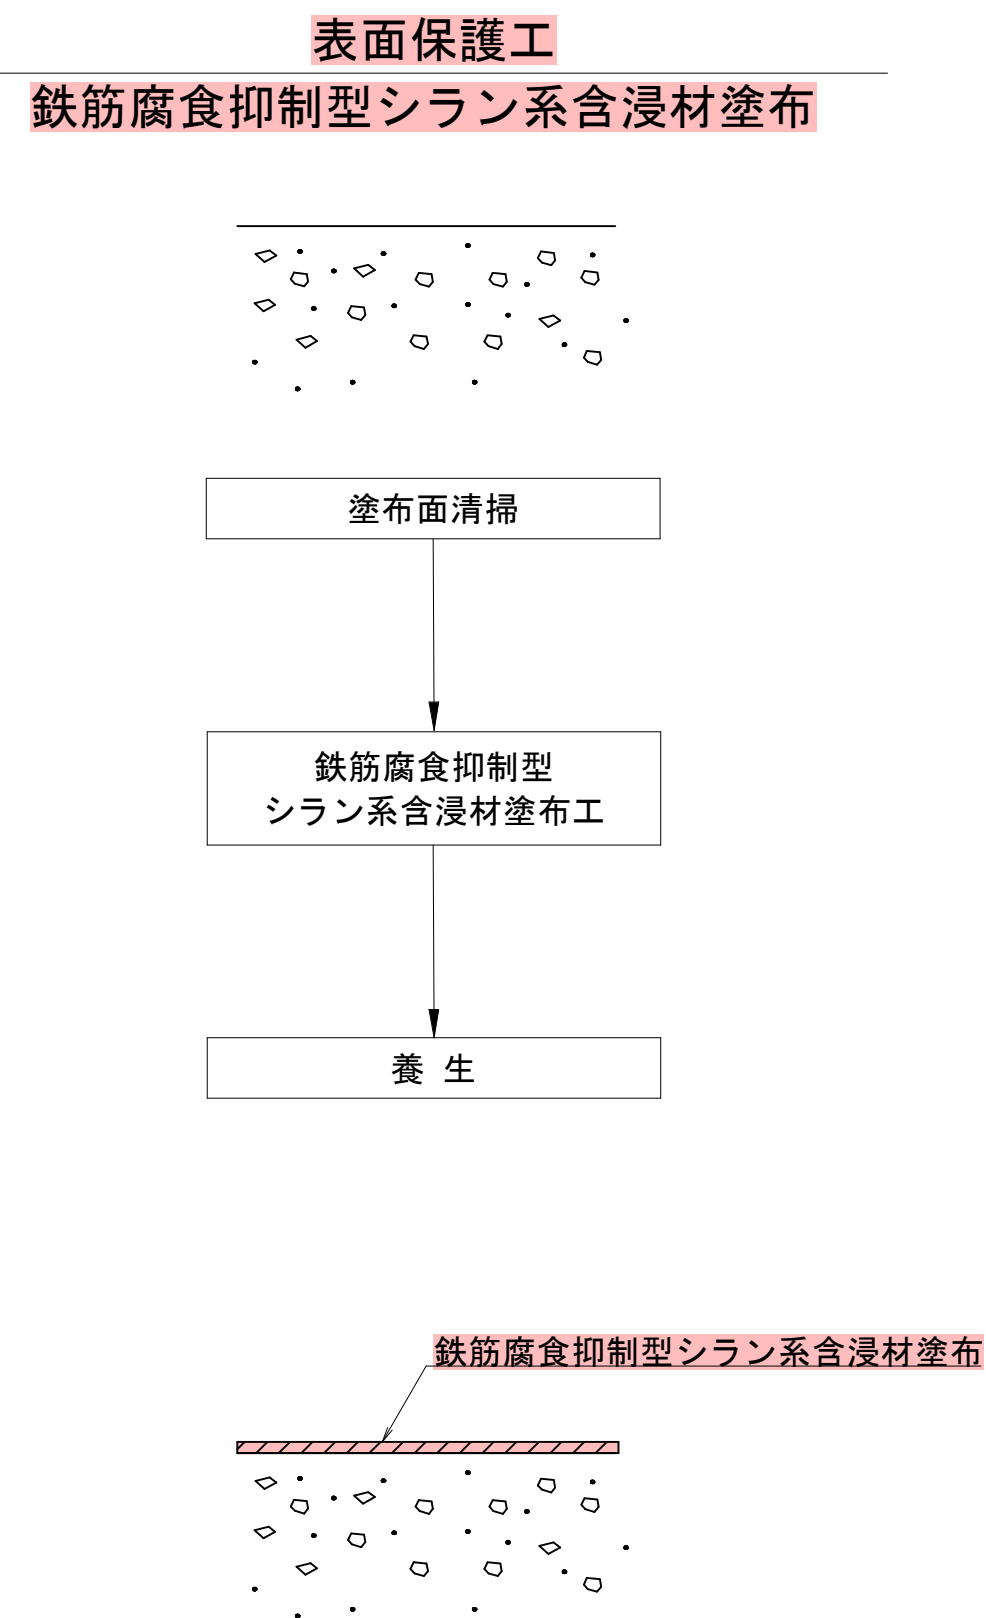 表面保護工
鉄筋腐食抑制型シラン系含浸材塗布
塗布面清掃
鉄筋腐食抑制型
シラン系含浸材塗布工
養 生
鉄筋腐食抑制型シラン系含浸材塗布